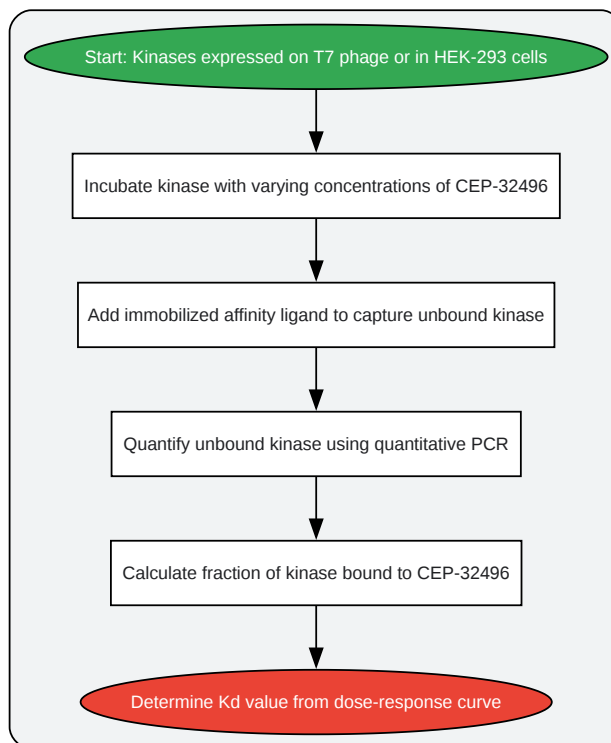 Start: Kinases expressed on T7 phage or in HEK-293 cells
Incubate kinase with varying concentrations of CEP-32496
Add immobilized affinity ligand to capture unbound kinase
Quantify unbound kinase using quantitative PCR
Calculate fraction of kinase bound to CEP-32496
Determine Kd value from dose-response curve